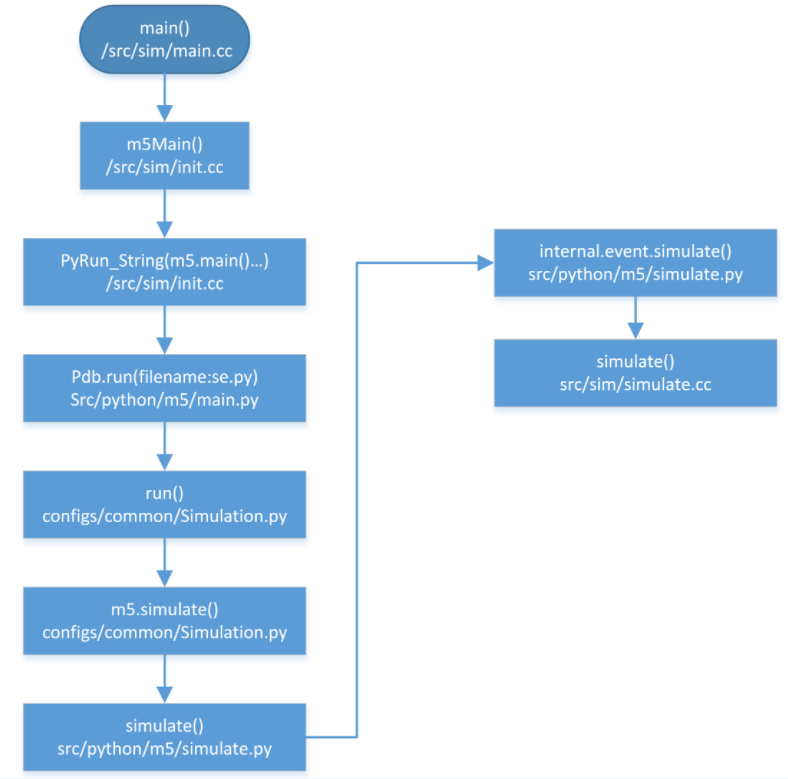 main()
/src/sim/main.cc
m5Main()
/src/sim/init.cc
PyRun_String(m5.main()...)
/src/sim/init.cc
Pdb.run(filename:se.py)
Src/python/m5/main.py
run()
configs/common/Simulation.py
m5.simulate()
configs/common/Simulation.py
simulate()
src/python/m5/simulate.py
internal.event.simulate()
src/python/m5/simulate.py
simulate()
src/sim/simulate.cc